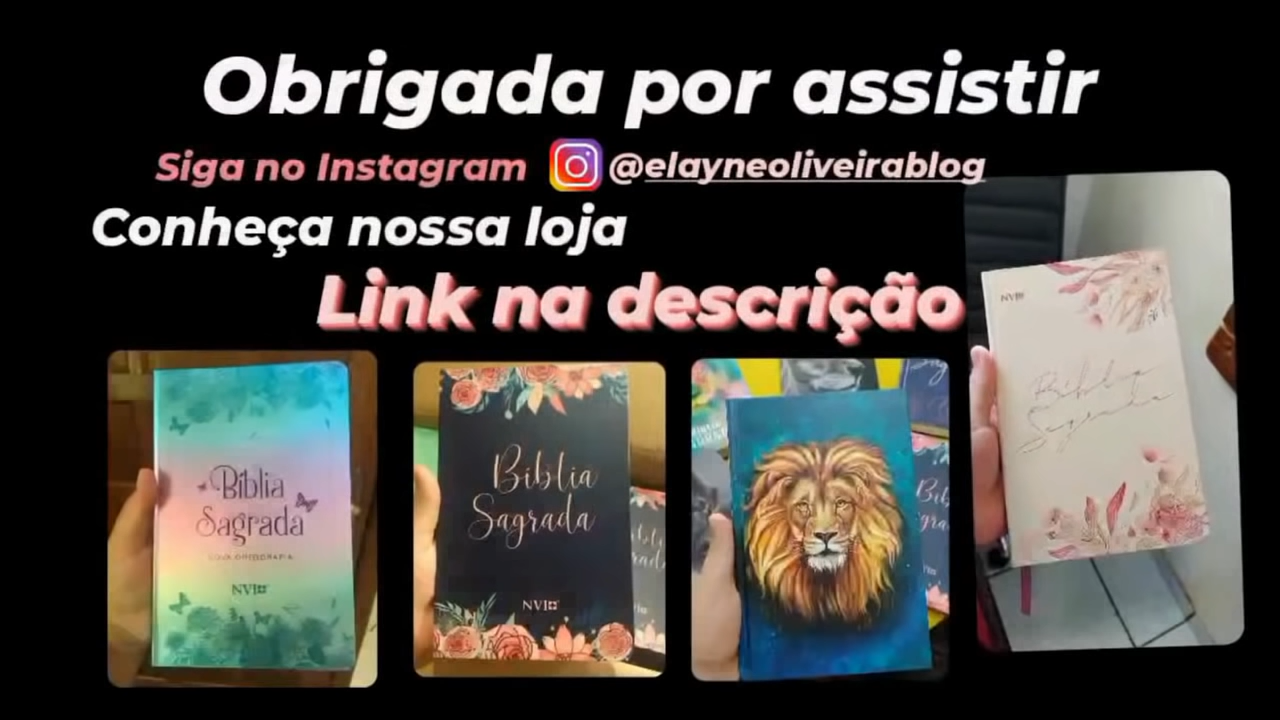 Obrigada por assistir
Siga no Instagram @elayneoliveirablog
Conheça nossa loja
Link na descrição
Bíblia
Sagrada
NVI
Bíblia
Sagrada
NVI
NVI
Bíblia
Sagrada